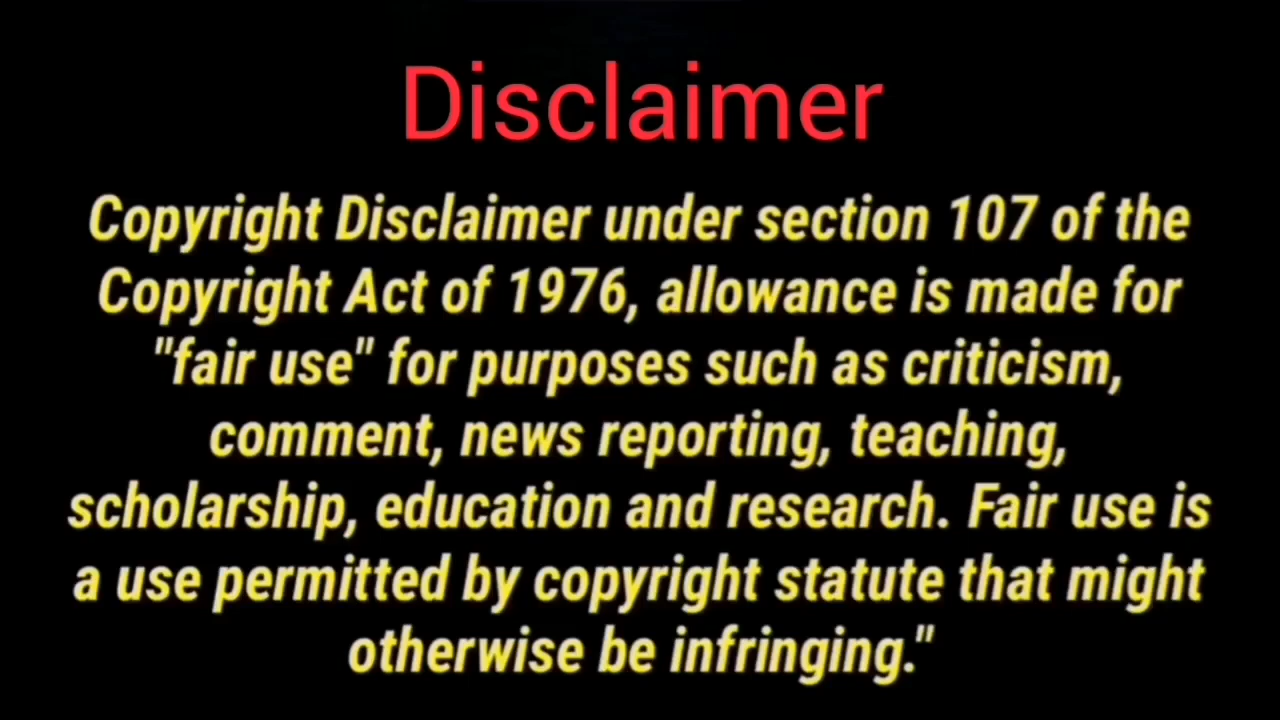 Disclaimer
Copyright Disclaimer under section 107 of the
Copyright Act of 1976, allowance is made for
"fair use" for purposes such as criticism,
comment, news reporting, teaching,
scholarship, education and research. Fair use is
a use permitted by copyright statute that might
otherwise be infringing."